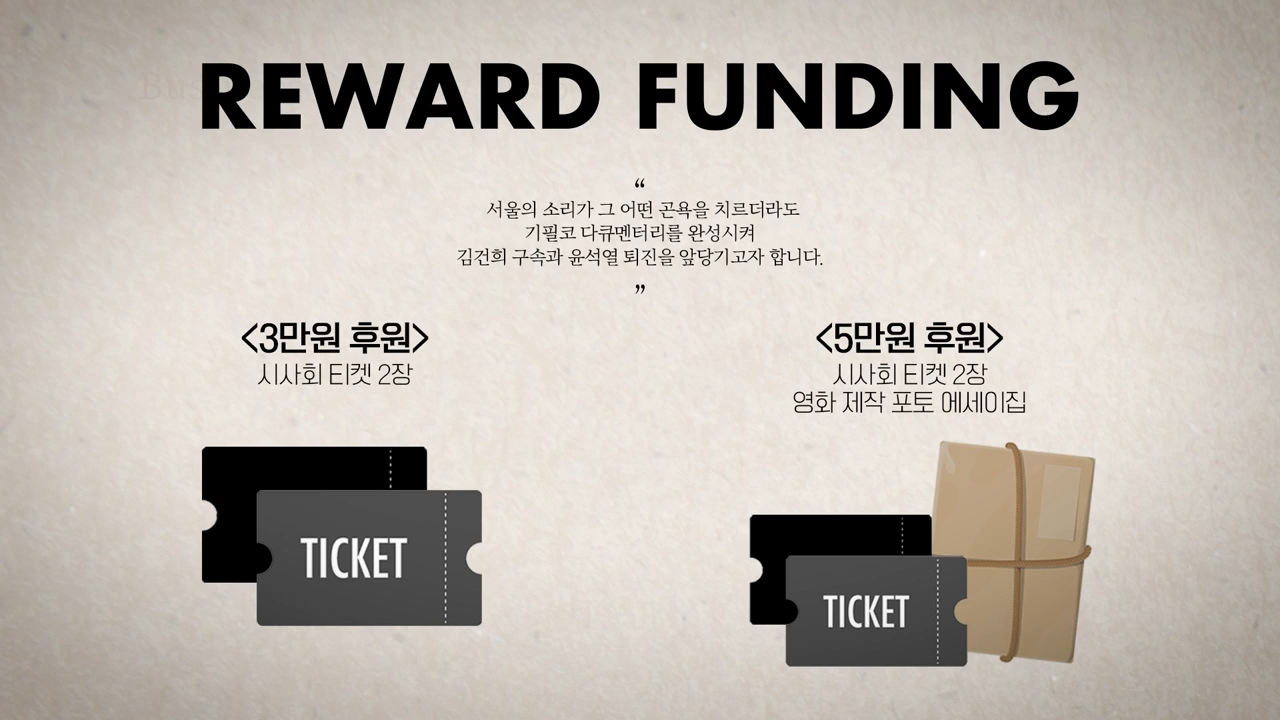 REWARD FUNDING
“
서울의 소리가 그 어떤 곤욕을 치르더라도
기필코 다큐멘터리를 완성시켜
김건희 구속과 윤석열 퇴진을 앞당기고자 합니다.
”
<3만원 후원>
시사회 티켓 2장
TICKET
<5만원 후원>
시사회 티켓 2장
영화 제작 포토 에세이집
TICKET